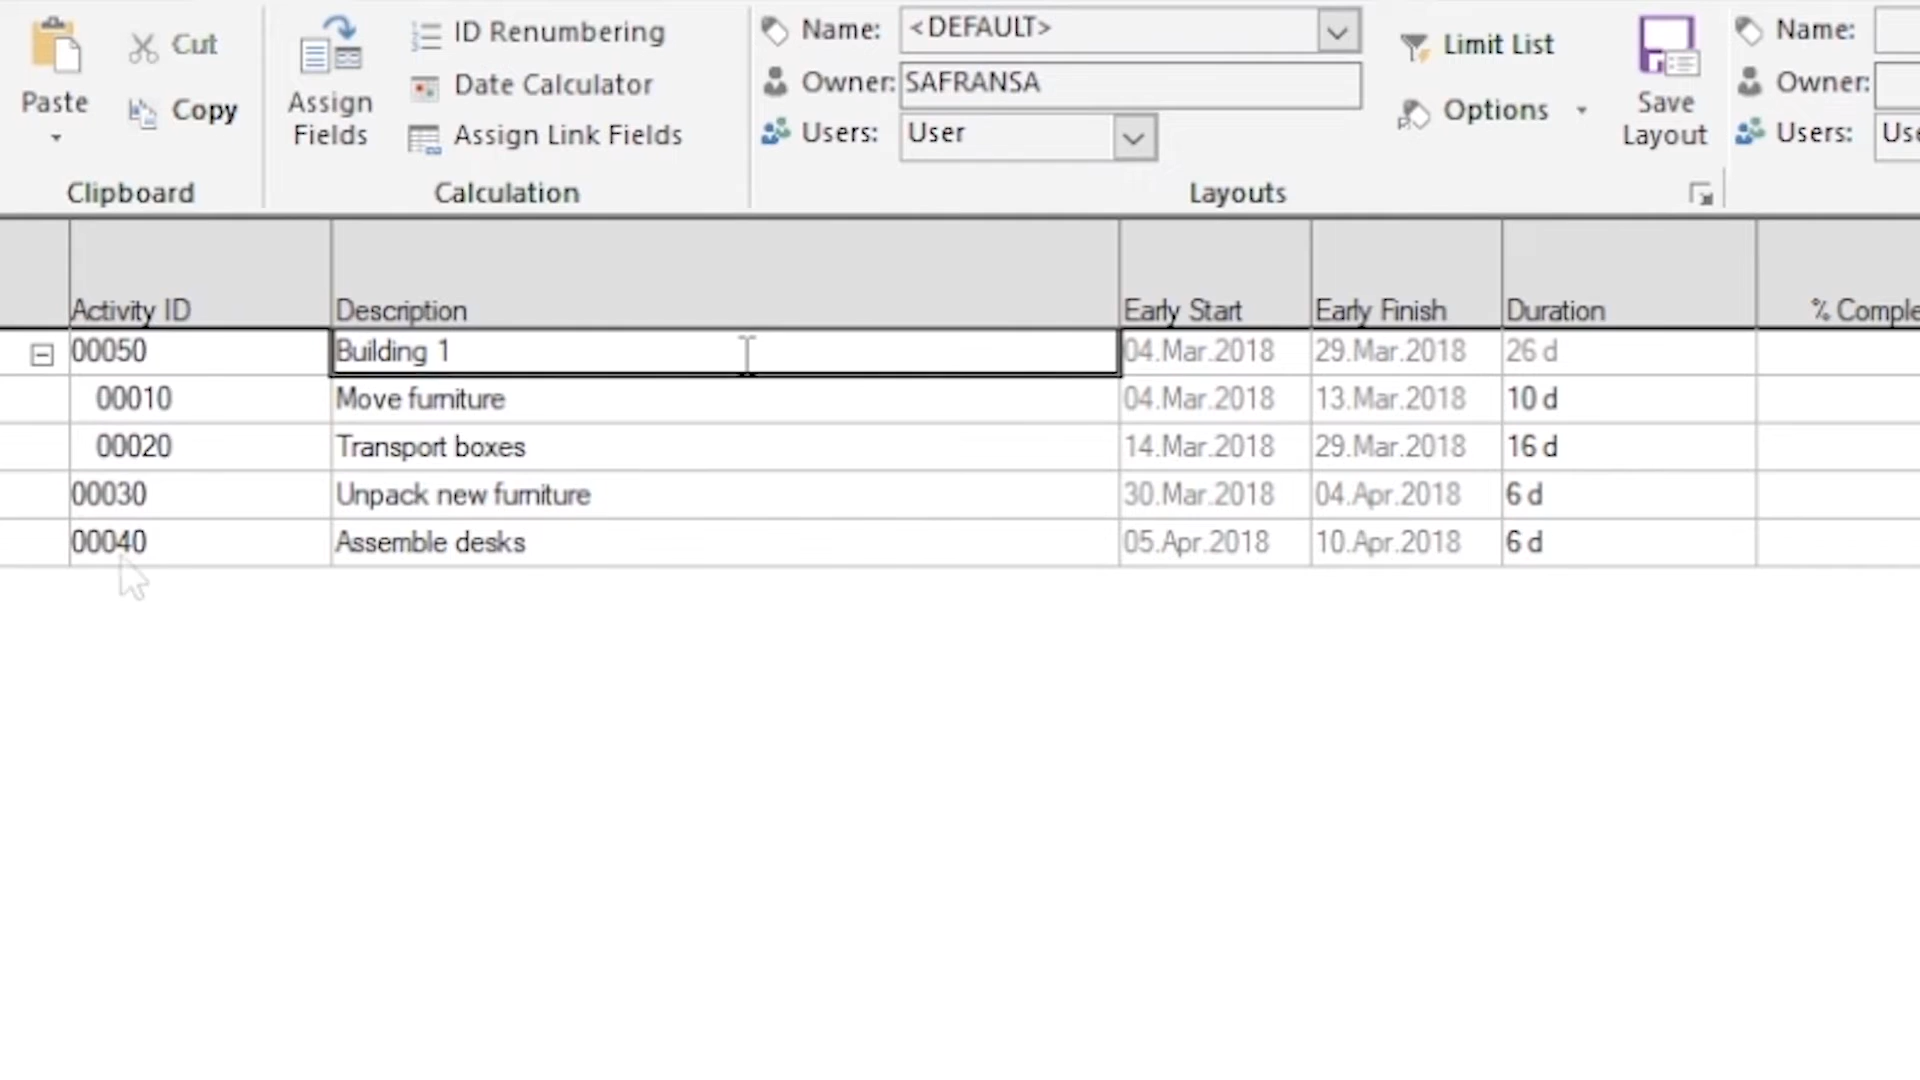 Paste
Cut
Copy
Clipboard
Assign
Fields
ID Renumbering
Date Calculator
Assign Link Fields
Calculation
Name: <DEFAULT>
Owner: SAFRANSA
Users: User
Limit List
Options
Save
Layout
Layouts
Name:
Owner:
Users: Use
Activity ID Description Early Start Early Finish Duration % Comple
00050 Building 1 04.Mar.2018 29.Mar.2018 26 d
00010 Move furniture 04.Mar.2018 13.Mar.2018 10 d
00020 Transport boxes 14.Mar.2018 29.Mar.2018 16 d
00030 Unpack new furniture 30.Mar.2018 04.Apr.2018 6 d
00040 Assemble desks 05.Apr.2018 10.Apr.2018 6 d